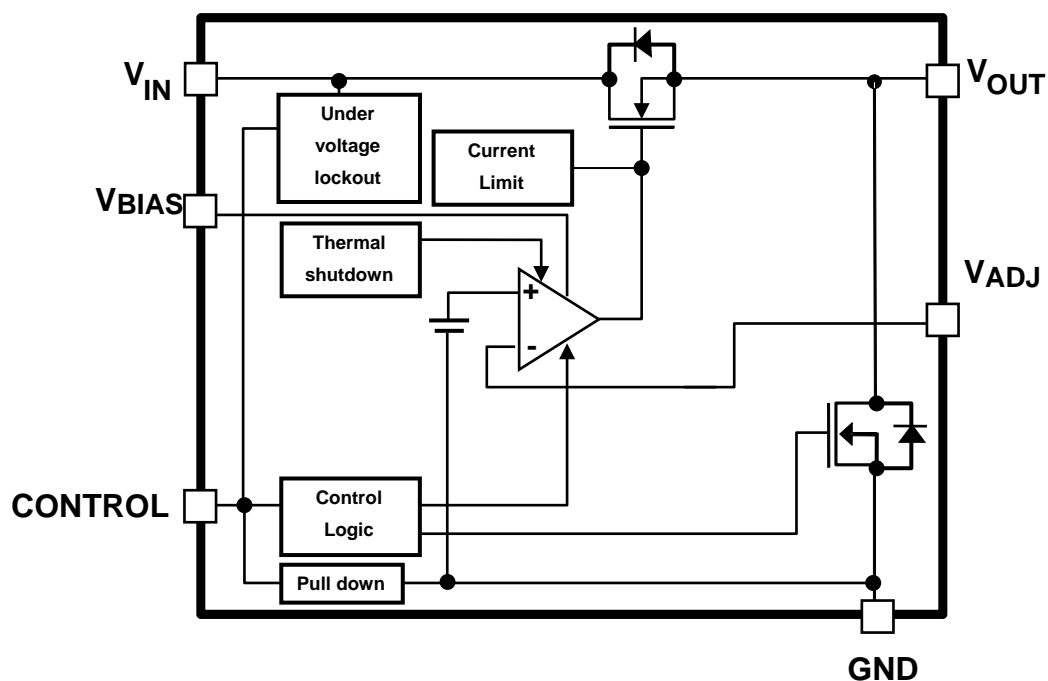 VIN
VOUT
Under
voltage
lockout
Current
Limit
VBIAS
Thermal
shutdown
VADJ
+
-
CONTROL
Control
Logic
Pull down
GND